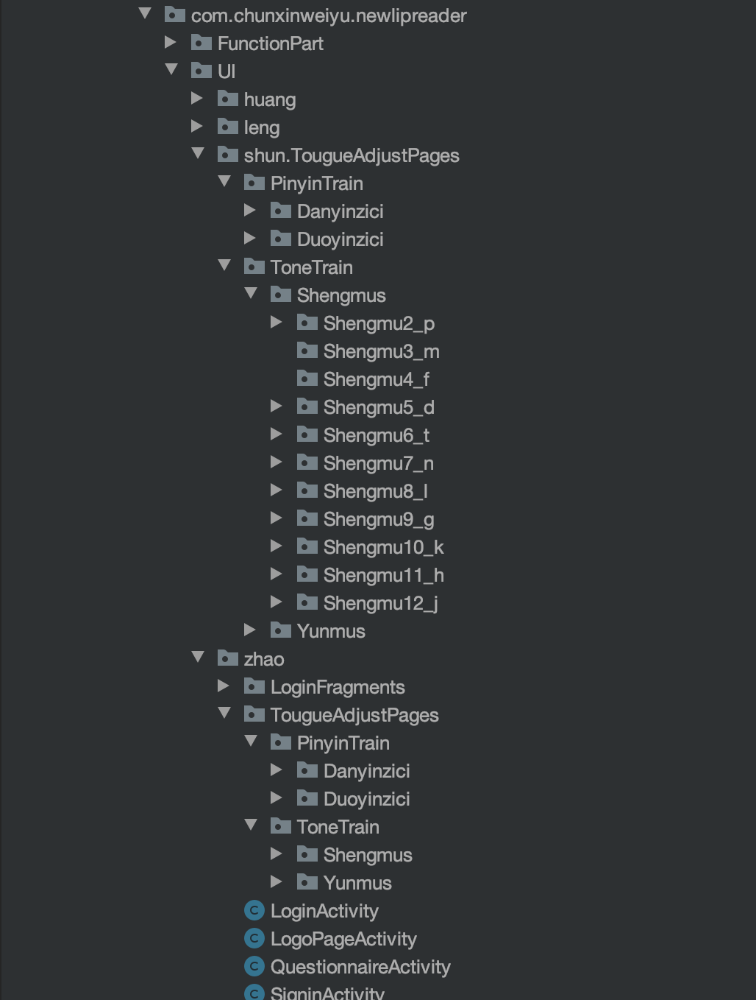 com.chunxinweiyu.newlipreader
FunctionPart
UI
huang
leng
shun.TougueAdjustPages
PinyinTrain
Danyinzici
Duoyinzici
ToneTrain
Shengmus
Shengmu2_p
Shengmu3_m
Shengmu4_f
Shengmu5_d
Shengmu6_t
Shengmu7_n
Shengmu8_l
Shengmu9_g
Shengmu10_k
Shengmu11_h
Shengmu12_j
Yunmus
zhao
LoginFragments
TougueAdjustPages
PinyinTrain
Danyinzici
Duoyinzici
ToneTrain
Shengmus
Yunmus
C LoginActivity
C LogoPageActivity
C QuestionnaireActivity
C SigninActivity